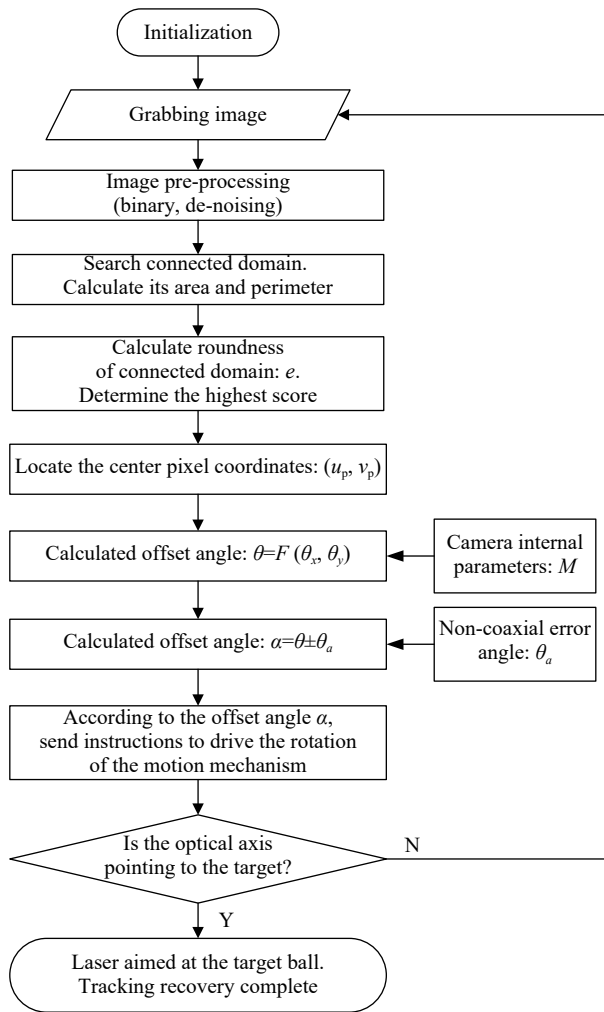 Initialization
Grabbing image
Image pre-processing
(binary, de-noising)
Search connected domain.
Calculate its area and perimeter
Calculate roundness
of connected domain: e.
Determine the highest score
Locate the center pixel coordinates: (uₚ, vₚ)
Calculated offset angle: θ=F (θₓ, θᵧ)
Camera internal
parameters: M
Calculated offset angle: α=θ±θₐ
Non-coaxial error
angle: θₐ
According to the offset angle α,
send instructions to drive the rotation
of the motion mechanism
Is the optical axis
pointing to the target?
N
Y
Laser aimed at the target ball.
Tracking recovery complete